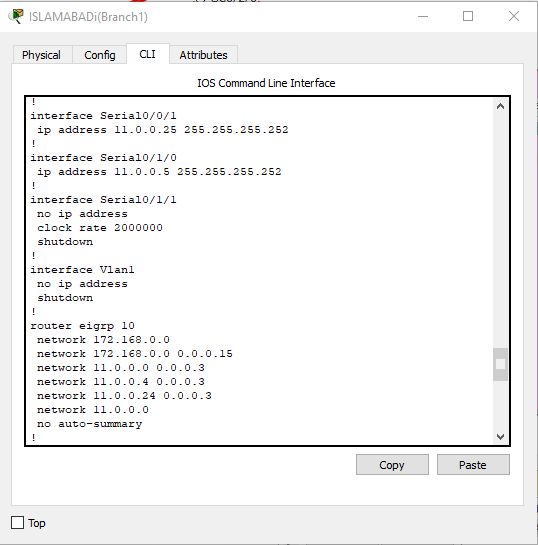 ISLAMABADi(Branch1)
Physical Config CLI Attributes
IOS Command Line Interface
!
interface Serial0/0/1
ip address 11.0.0.25 255.255.255.252
!
interface Serial0/1/0
ip address 11.0.0.5 255.255.255.252
!
interface Serial0/1/1
no ip address
clock rate 2000000
shutdown
!
interface Vlan1
no ip address
shutdown
!
router eigrp 10
network 172.168.0.0
network 172.168.0.0 0.0.0.15
network 11.0.0.0 0.0.0.3
network 11.0.0.4 0.0.0.3
network 11.0.0.24 0.0.0.3
network 11.0.0.0
no auto-summary
!
Copy Paste
Top